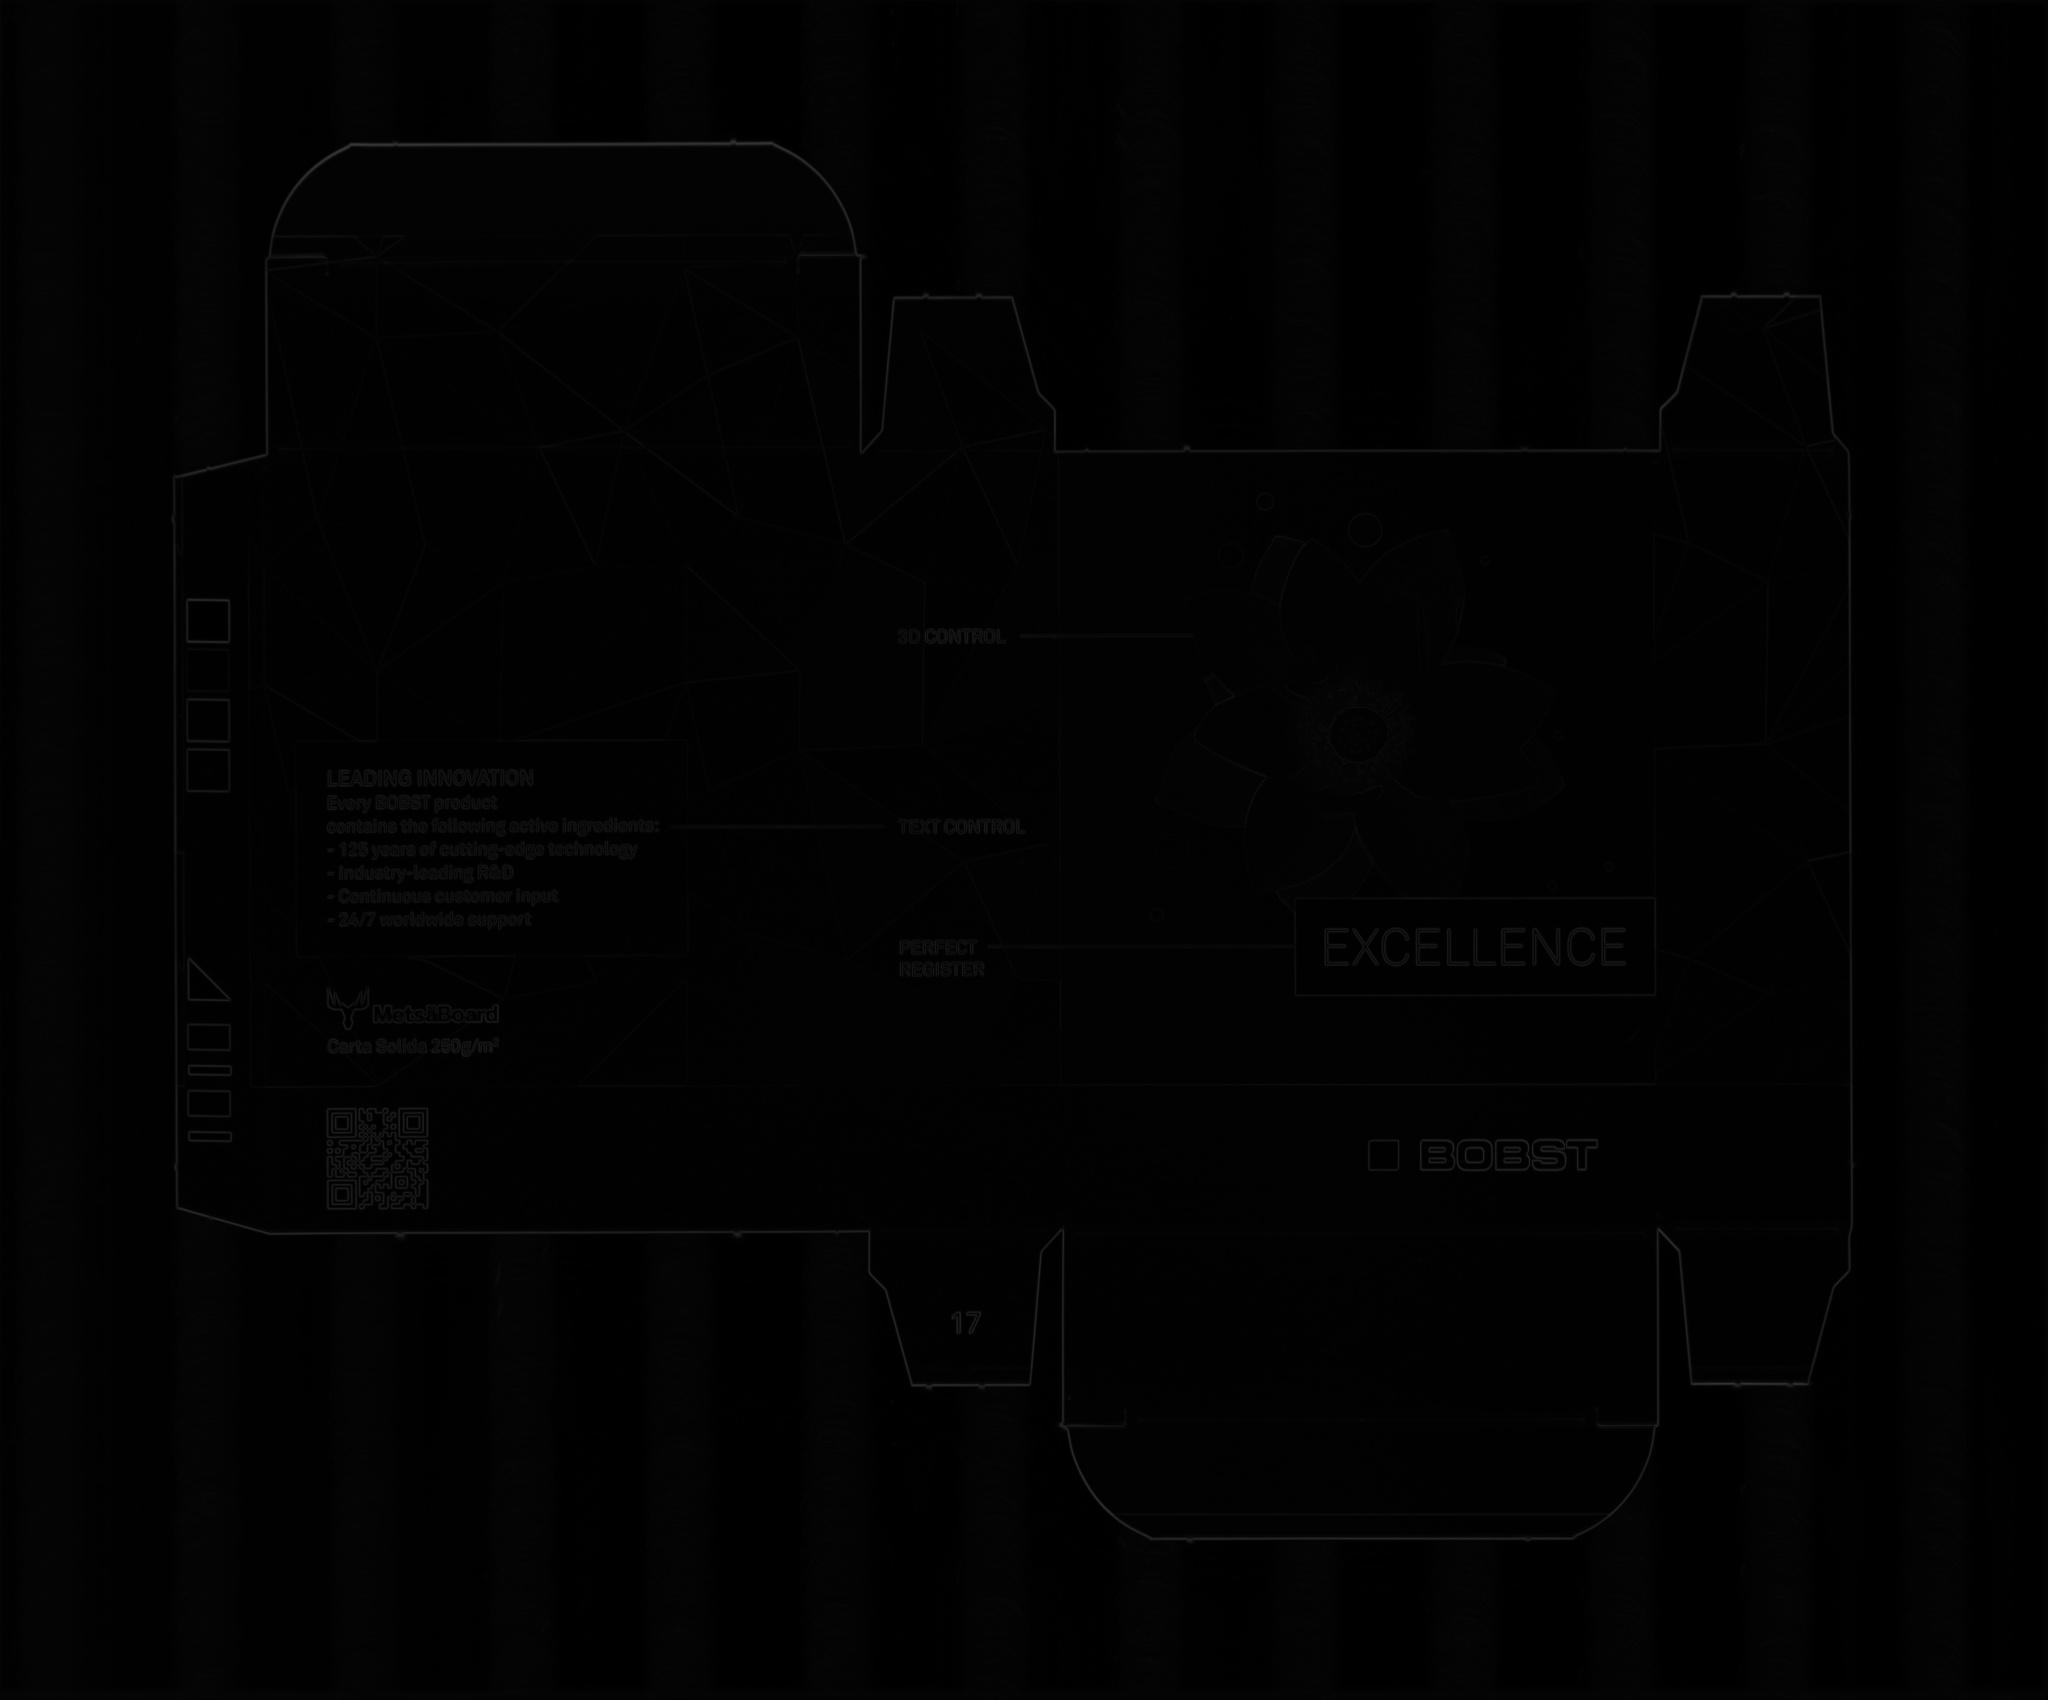 3D CONTROL
LEADING INNOVATION
Every BOBST product
contains the following active ingredients:
- 125 years of cutting-edge technology
- Industry-leading R&D
- Continuous customer input
- 24/7 worldwide support
TEXT CONTROL
PERFECT
REGISTER
EXCELLENCE
MetsäBoard
Carta Solida 250g/m²
BOBST
17